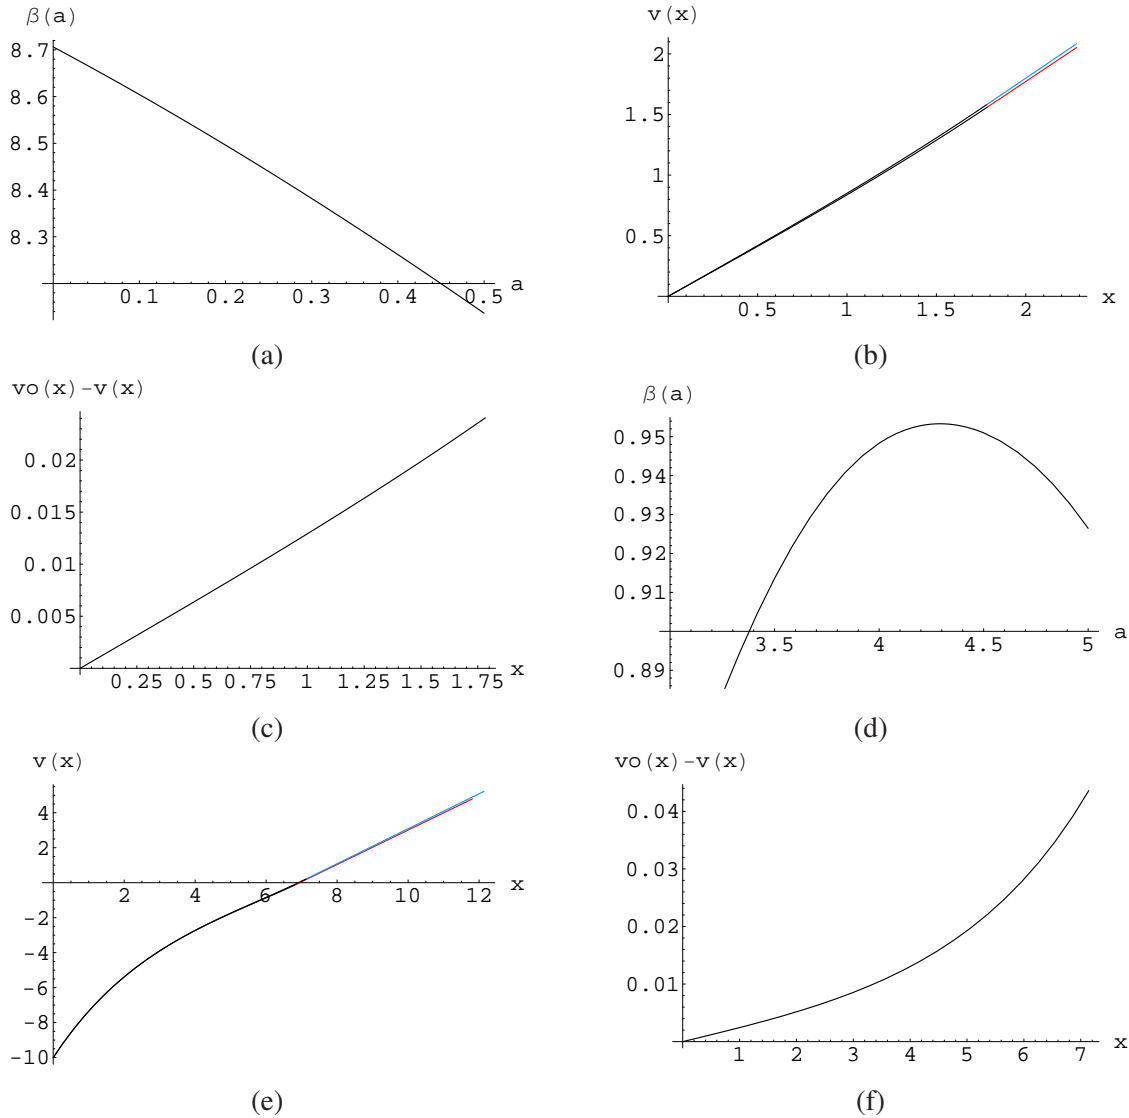 β(a)
8.7
8.6
8.5
8.4
8.3
0.1 0.2 0.3 0.4 0.5 a
(a)
v(x)
2
1.5
1
0.5
0.5 1 1.5 2 x
(b)
vo(x)-v(x)
0.02
0.015
0.01
0.005
0.25 0.5 0.75 1 1.25 1.5 1.75 x
(c)
β(a)
0.95
0.94
0.93
0.92
0.91
0.89
3.5 4 4.5 5 a
(d)
v(x)
4
2
2 4 6 8 10 12 x
-2
-4
-6
-8
-10
(e)
vo(x)-v(x)
0.04
0.03
0.02
0.01
1 2 3 4 5 6 7 x
(f)